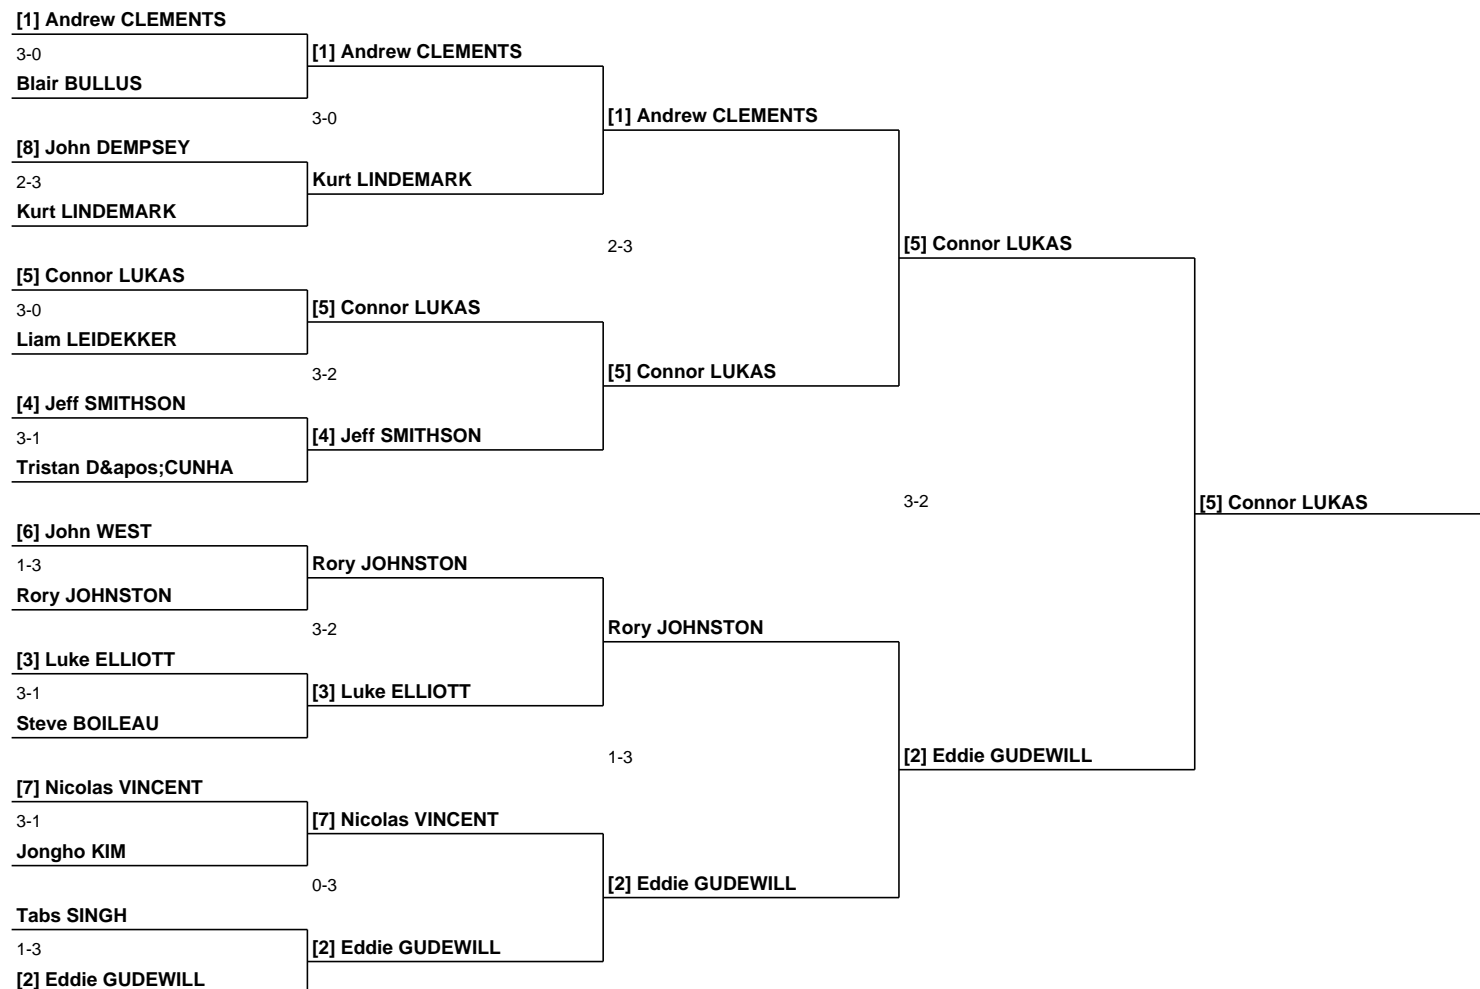 [1] Andrew CLEMENTS
3-0
[1] Andrew CLEMENTS
Blair BULLUS
3-0
[1] Andrew CLEMENTS
[8] John DEMPSEY
2-3
Kurt LINDEMARK
Kurt LINDEMARK
2-3
[5] Connor LUKAS
[5] Connor LUKAS
3-0
[5] Connor LUKAS
Liam LEIDEKKER
3-2
[5] Connor LUKAS
[4] Jeff SMITHSON
3-1
[4] Jeff SMITHSON
Tristan D&apos;CUNHA
3-2
[5] Connor LUKAS
[6] John WEST
1-3
Rory JOHNSTON
Rory JOHNSTON
3-2
Rory JOHNSTON
[3] Luke ELLIOTT
3-1
[3] Luke ELLIOTT
Steve BOILEAU
1-3
[2] Eddie GUDEWILL
[7] Nicolas VINCENT
3-1
[7] Nicolas VINCENT
Jongho KIM
0-3
[2] Eddie GUDEWILL
Tabs SINGH
1-3
[2] Eddie GUDEWILL
[2] Eddie GUDEWILL